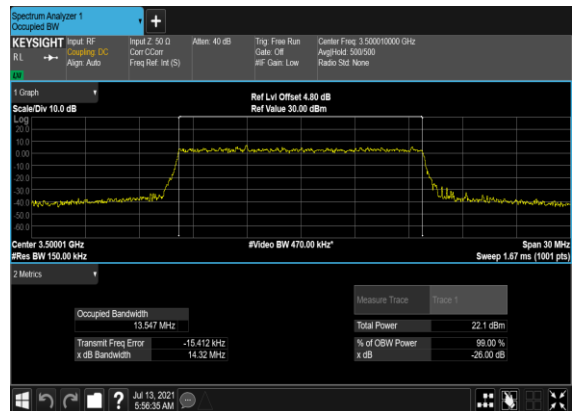 Spectrum Analyzer 1
Occupied BW
KEYSIGHT Input: RF Input Z: 50 Ω Atten: 40 dB Trig: Free Run Center Freq: 3.500010000 GHz
R L Coupling: DC Corr CCorr Gate: Off Avg|Hold: 500/500
Align: Auto Freq Ref: Int (S) #IF Gain: Low Radio Std: None
LW
1 Graph Ref Lvl Offset 4.80 dB
Scale/Div 10.0 dB Ref Value 30.00 dBm
Log
20.0
10.0
0.00
-10.0
-20.0
-30.0
-40.0
-50.0
-60.0
Center 3.50001 GHz #Video BW 470.00 kHz* Span 30 MHz
#Res BW 150.00 kHz Sweep 1.67 ms (1001 pts)
2 Metrics
Measure Trace Trace 1
Occupied Bandwidth
13.547 MHz Total Power 22.1 dBm
Transmit Freq Error -15.412 kHz % of OBW Power 99.00 %
x dB Bandwidth 14.32 MHz x dB -26.00 dB
? Jul 13, 2021
5:56:35 AM